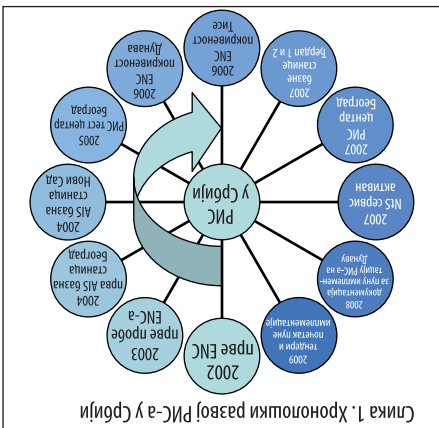 Слика 1. Хронолошки развој РИС-а у Србији
2002
прве ENC
2003
прве пробе
ENC-а
2004
прва AIS базна
станица
Београд
2004
AIS базна
станица
Нови Сад
2005
РИС тест центар
Београд
2006
ENC
покривеност
Дунава
2006
ENC
покривеност
Тисе
2007
базне
станице
Ђердап 1 и 2
2007
РИС
центар
Београд
2007
NtS сервис
активан
2008
документација
за пуну имплемен-
тацију РИС-а на
Дунаву
2009
тендери и
почетак пуне
имплементације
РИС
у Србији